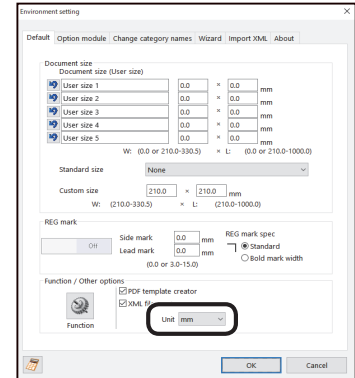 Environment setting
Default Option module Change category names Wizard Import XML About
Document size
Document size (User size)
User size 1 0.0 × 0.0 mm
User size 2 0.0 × 0.0 mm
User size 3 0.0 × 0.0 mm
User size 4 0.0 × 0.0 mm
User size 5 0.0 × 0.0 mm
W: (0.0 or 210.0-330.5) × L: (0.0 or 210.0-1000.0)
Standard size None
Custom size 210.0 × 210.0 mm
W: (210.0-330.5) × L: (210.0-1000.0)
REG mark
Off
Side mark 0.0 mm
Lead mark 0.0 mm
(0.0 or 3.0-15.0)
REG mark spec
Standard
Bold mark width
Function / Other options
PDF template creator
XML
Unit mm
Function
OK Cancel